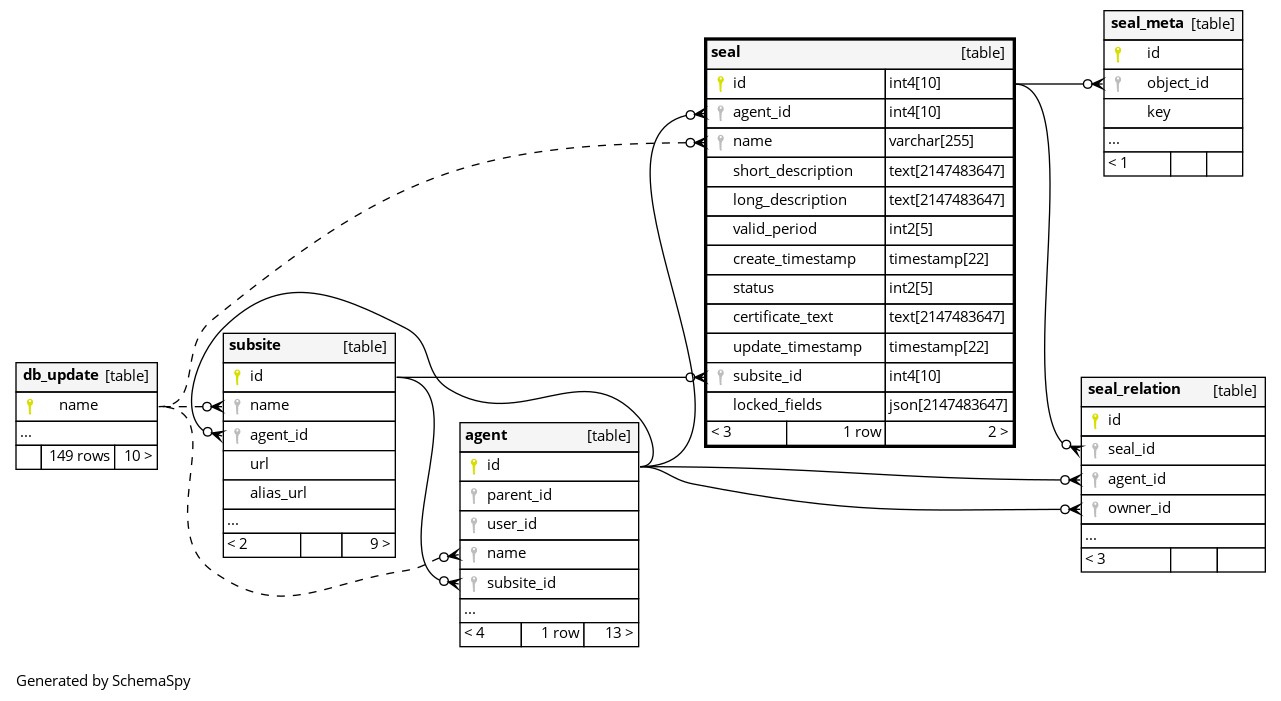 seal_meta [table]
id
object_id
key
...
< 1
seal [table]
id int4[10]
agent_id int4[10]
name varchar[255]
short_description text[2147483647]
long_description text[2147483647]
valid_period int2[5]
create_timestamp timestamp[22]
status int2[5]
certificate_text text[2147483647]
update_timestamp timestamp[22]
subsite_id int4[10]
locked_fields json[2147483647]
< 3 1 row 2 >
subsite [table]
id
name
agent_id
url
alias_url
...
< 2 9 >
db_update [table]
name
...
149 rows 10 >
agent [table]
id
parent_id
user_id
name
subsite_id
...
< 4 1 row 13 >
seal_relation [table]
id
seal_id
agent_id
owner_id
...
< 3
Generated by SchemaSpy